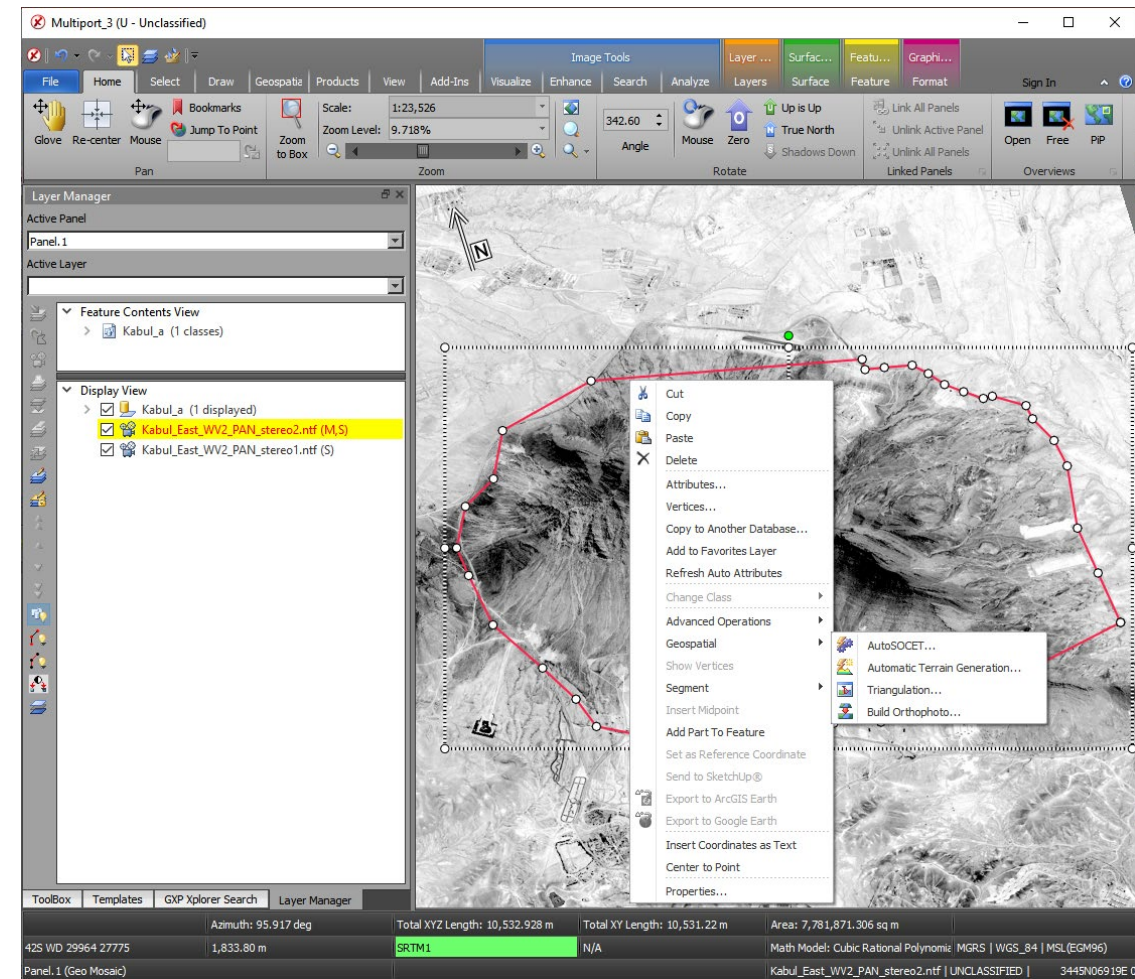 Multiport_3 (U - Unclassified)
Image Tools
Layer ...
Surfac...
Featu...
Graphi...
File
Home
Select
Draw
Geospatia
Products
View
Add-Ins
Visualize
Enhance
Search
Analyze
Layers
Surface
Feature
Format
Sign In
Glove
Re-center
Mouse
Bookmarks
Jump To Point
Pan
Zoom to Box
Scale: 1:23,526
Zoom Level: 9.718%
Zoom
342.60
Angle
Mouse
Zero
Up is Up
True North
Shadows Down
Rotate
Link All Panels
Unlink Active Panel
Unlink All Panels
Linked Panels
Open
Free
PiP
Overviews
Layer Manager
Active Panel
Panel.1
Active Layer
Feature Contents View
Kabul_a (1 classes)
Display View
Kabul_a (1 displayed)
Kabul_East_WV2_PAN_stereo2.ntf (M,S)
Kabul_East_WV2_PAN_stereo1.ntf (S)
N
Cut
Copy
Paste
Delete
Attributes...
Vertices...
Copy to Another Database...
Add to Favorites Layer
Refresh Auto Attributes
Change Class
Advanced Operations
Geospatial
Show Vertices
Segment
Insert Midpoint
Add Part To Feature
Set as Reference Coordinate
Send to SketchUp®
Export to ArcGIS Earth
Export to Google Earth
Insert Coordinates as Text
Center to Point
Properties...
AutoSOCET...
Automatic Terrain Generation...
Triangulation...
Build Orthophoto...
ToolBox
Templates
GXP Xplorer Search
Layer Manager
Azimuth: 95.917 deg
Total XYZ Length: 10,532.928 m
Total XY Length: 10,531.22 m
Area: 7,781,871.306 sq m
42S WD 29964 27775
1,833.80 m
SRTM1
N/A
Math Model: Cubic Rational Polynomia
MGRS | WGS_84 | MSL(EGM96)
Panel.1 (Geo Mosaic)
Kabul_East_WV2_PAN_stereo2.ntf | UNCLASSIFIED |
3445N06919E